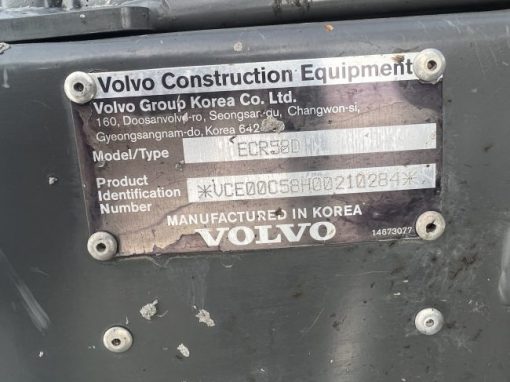 Volvo Construction Equipment
Volvo Group Korea Co. Ltd.
160, Doosanvolvo-ro, Seongsan-gu, Changwon-si,
Gyeongsangnam-do, Korea 642
Model/Type ECR58D
Product
Identification *VCE00C58H00210284*
Number
MANUFACTURED IN KOREA
VOLVO
14673077